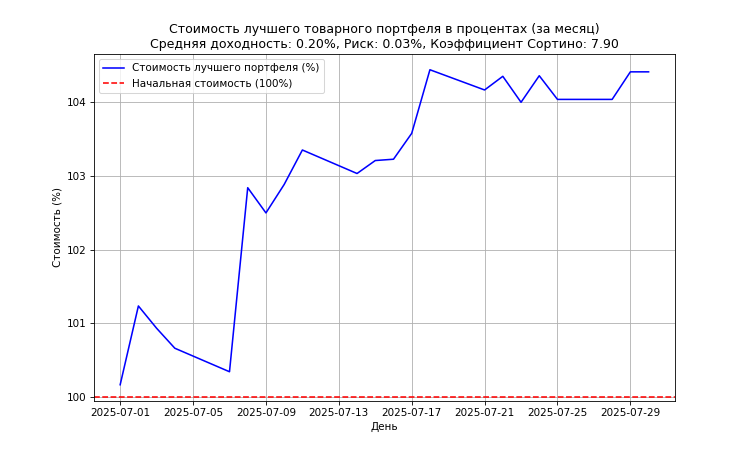 Стоимость лучшего товарного портфеля в процентах (за месяц)
Средняя доходность: 0.20%, Риск: 0.03%, Коэффициент Сортино: 7.90
Стоимость лучшего портфеля (%)
Начальная стоимость (100%)
Стоимость (%)
104
103
102
101
100
2025-07-01 2025-07-05 2025-07-09 2025-07-13 2025-07-17 2025-07-21 2025-07-25 2025-07-29
День